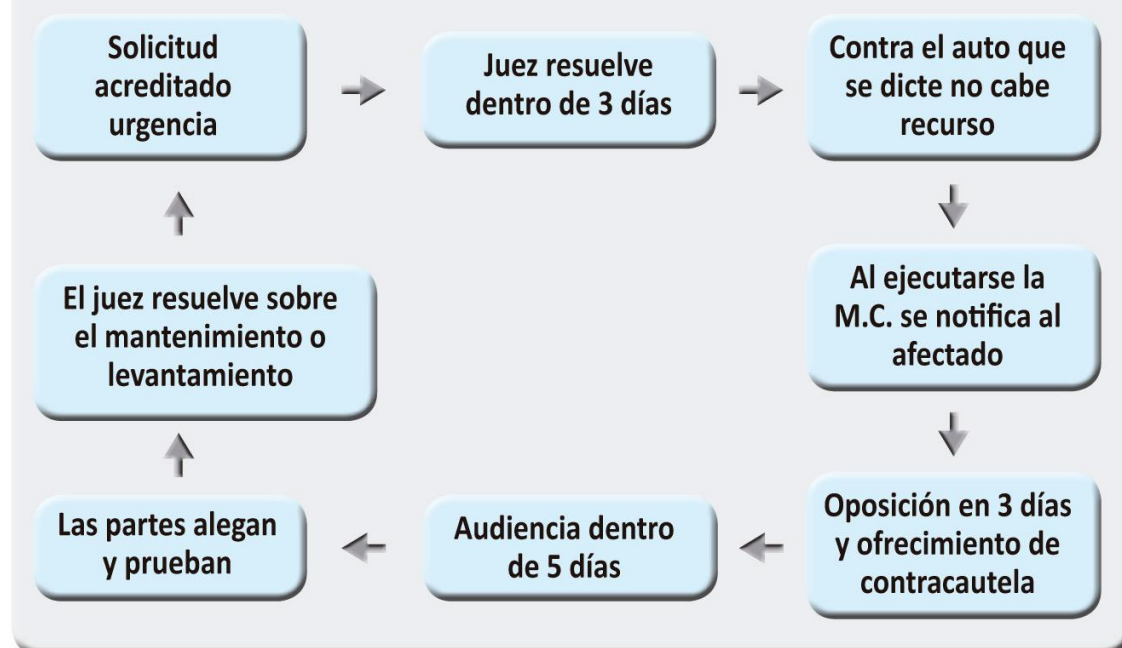 Solicitud
acreditado
urgencia
Juez resuelve
dentro de 3 días
Contra el auto que
se dicte no cabe
recurso
Al ejecutarse la
M.C. se notifica al
afectado
Oposición en 3 días
y ofrecimiento de
contracautela
Audiencia dentro
de 5 días
Las partes alegan
y prueban
El juez resuelve sobre
el mantenimiento o
levantamiento